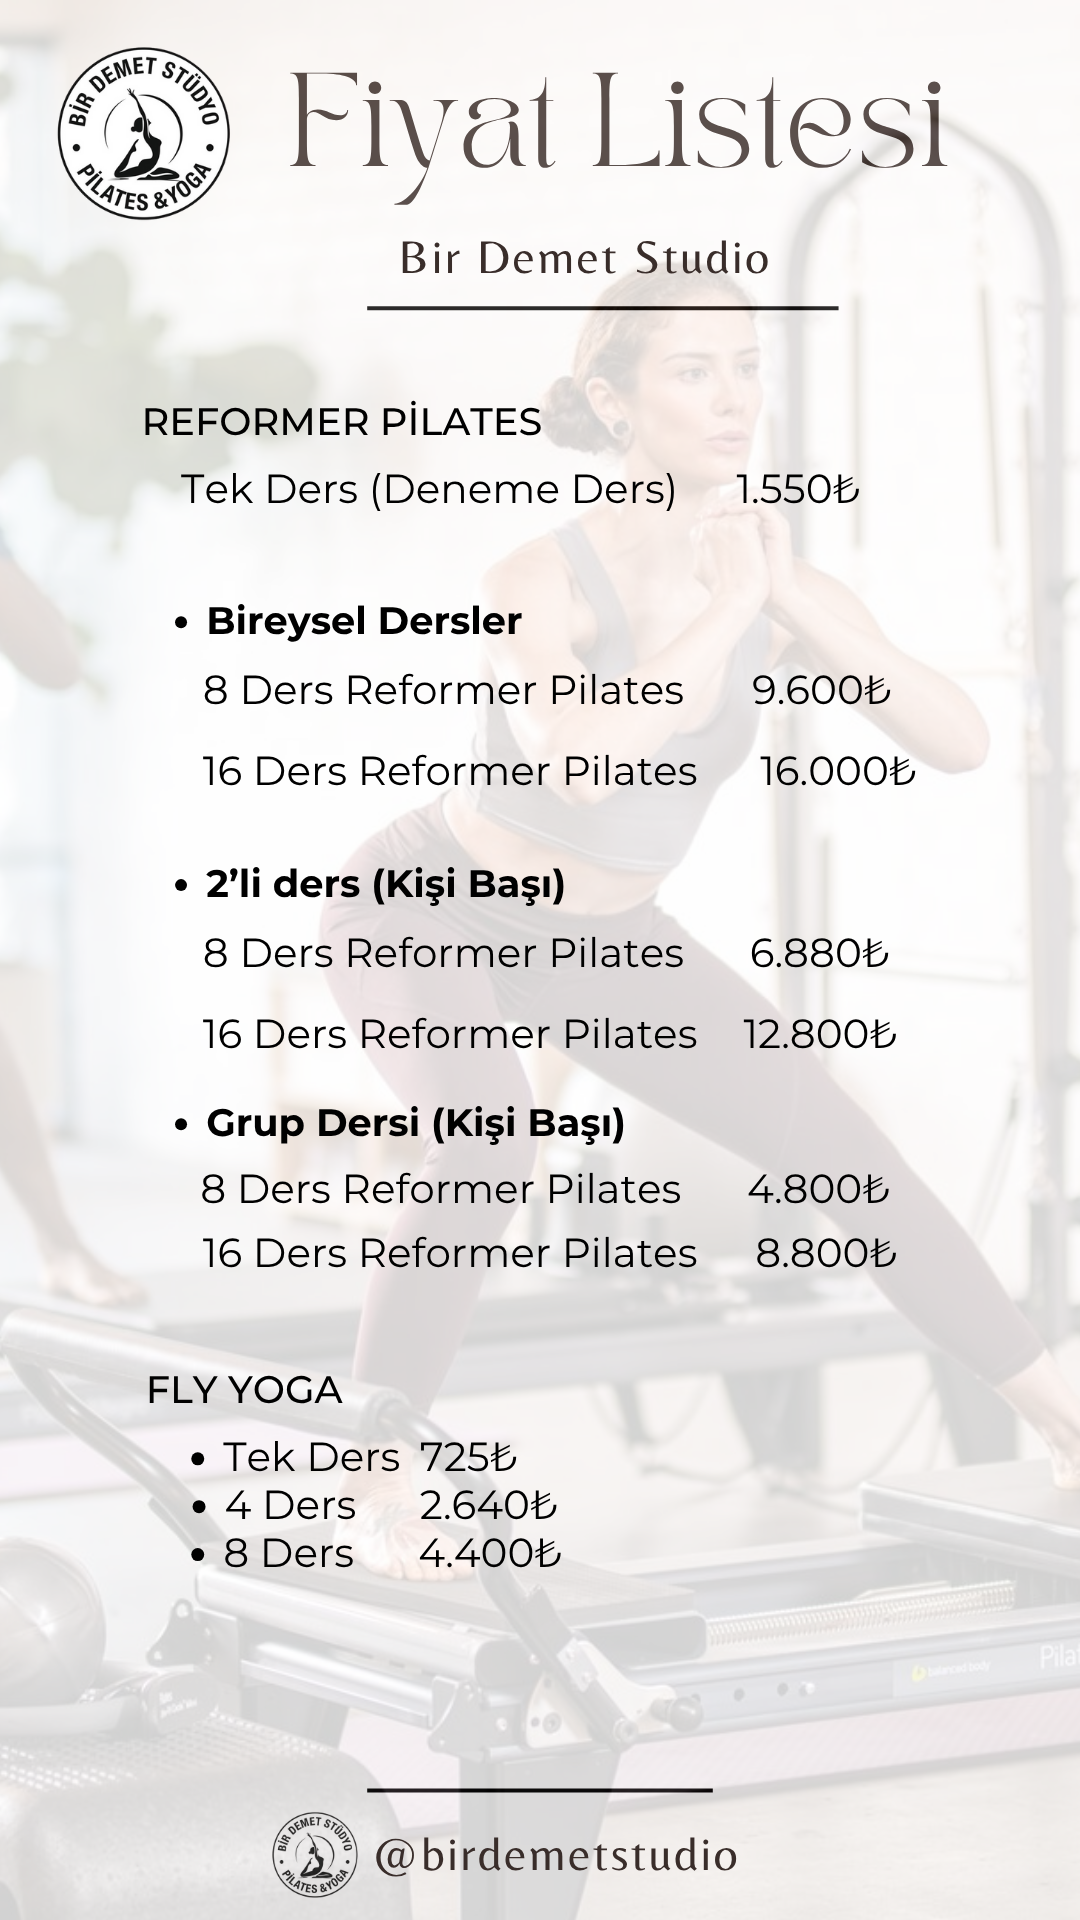 BİR DEMET STÜDYO
PİLATES & YOGA
Fiyat Listesi
Bir Demet Studio
REFORMER PİLATES
Tek Ders (Deneme Ders) 1.550₺
• Bireysel Dersler
8 Ders Reformer Pilates 9.600₺
16 Ders Reformer Pilates 16.000₺
• 2’li ders (Kişi Başı)
8 Ders Reformer Pilates 6.880₺
16 Ders Reformer Pilates 12.800₺
• Grup Dersi (Kişi Başı)
8 Ders Reformer Pilates 4.800₺
16 Ders Reformer Pilates 8.800₺
FLY YOGA
• Tek Ders 725₺
• 4 Ders 2.640₺
• 8 Ders 4.400₺
balanced body
BİR DEMET STÜDYO
PİLATES & YOGA
@birdemetstudio